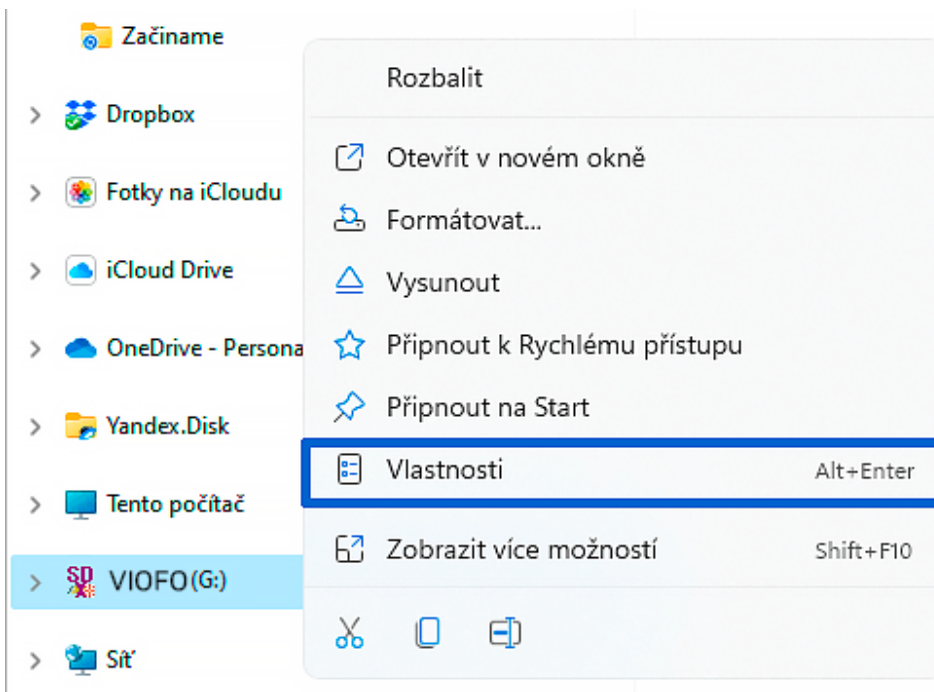 Začiname
Dropbox
Fotky na iCloudu
iCloud Drive
OneDrive - Persona
Yandex.Disk
Tento počítač
VIOFO (G:)
Síť
Rozbalit
Otevřít v novém okně
Formátovat...
Vysunout
Připnout k Rychlému přístupu
Připnout na Start
Vlastnosti Alt+Enter
Zobrazit více možností Shift+F10